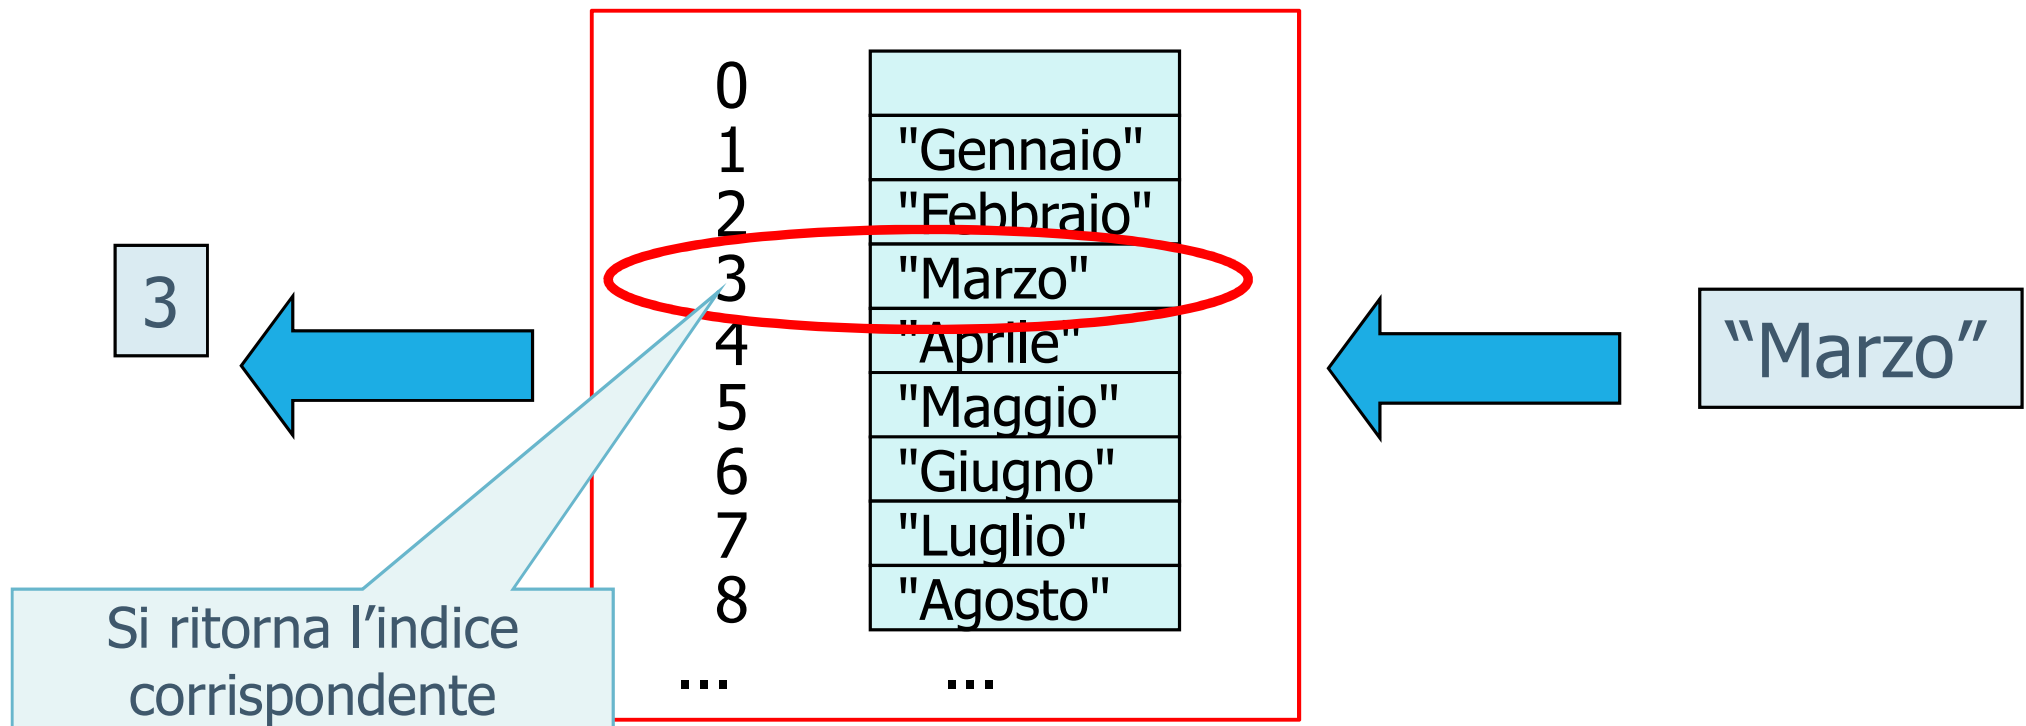 0
1 "Gennaio"
2 "Febbraio"
3 "Marzo"
4 "Aprile"
5 "Maggio"
6 "Giugno"
7 "Luglio"
8 "Agosto"
... ...
3
“Marzo”
Si ritorna l’indice
corrispondente